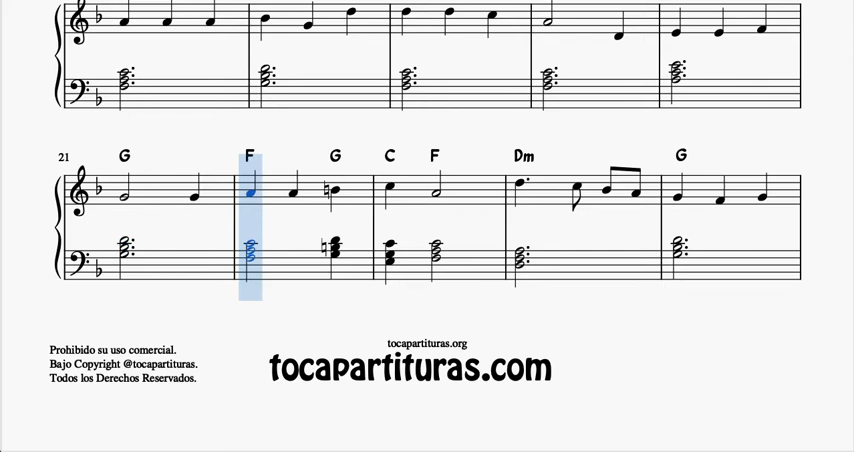 21 G F G C F Dm G
Prohibido su uso comercial.
Bajo Copyright @tocapartituras.
Todos los Derechos Reservados.
tocapartituras.org
tocapartituras.com